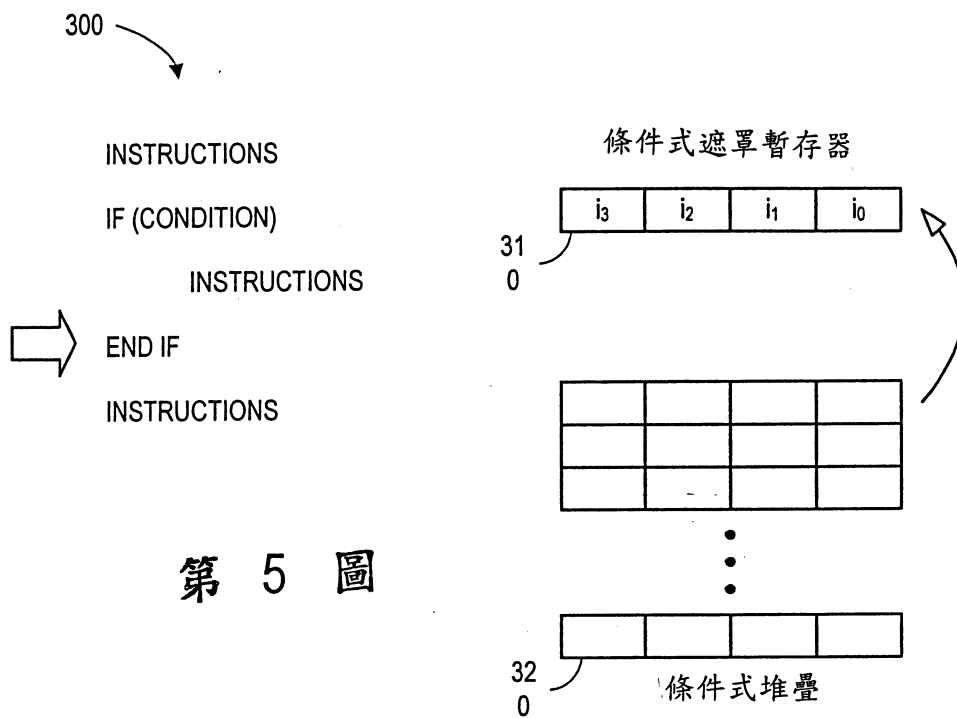 300
INSTRUCTIONS
IF (CONDITION)
INSTRUCTIONS
END IF
INSTRUCTIONS
第 5 圖
條件式遮罩暫存器
i₃ i₂ i₁ i₀
31
0
32
0
條件式堆疊